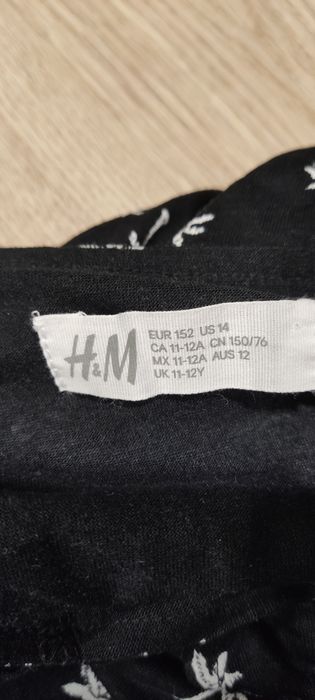 H&M
EUR 152 US 14
CA 11-12A CN 150/76
MX 11-12A AUS 12
UK 11-12Y